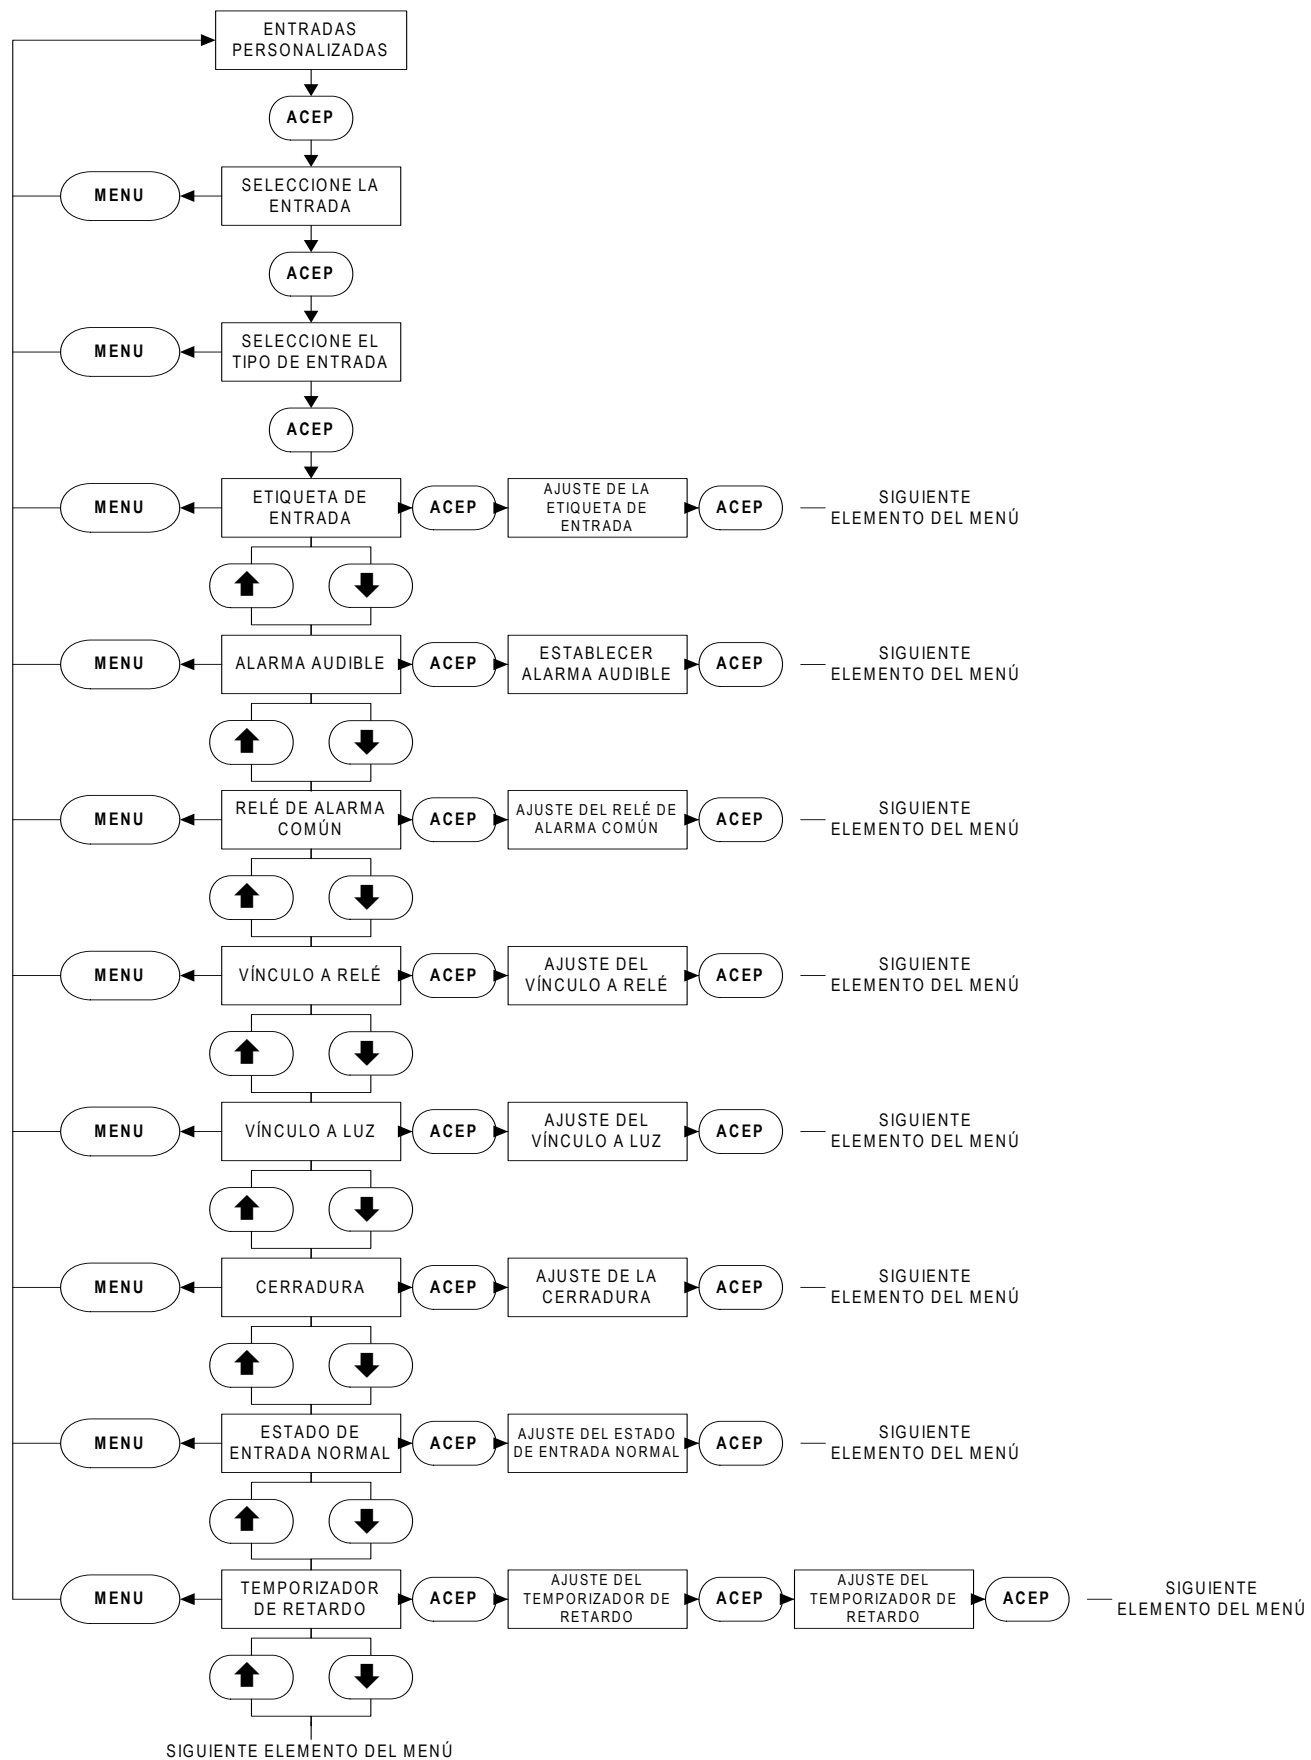 ENTRADAS
PERSONALIZADAS
ACEP
MENU
SELECCIONE LA
ENTRADA
ACEP
MENU
SELECCIONE EL
TIPO DE ENTRADA
ACEP
MENU
ETIQUETA DE
ENTRADA
ACEP
AJUSTE DE LA
ETIQUETA DE
ENTRADA
ACEP
SIGUIENTE
ELEMENTO DEL MENÚ
MENU
ALARMA AUDIBLE
ACEP
ESTABLECER
ALARMA AUDIBLE
ACEP
SIGUIENTE
ELEMENTO DEL MENÚ
MENU
RELÉ DE ALARMA
COMÚN
ACEP
AJUSTE DEL RELÉ DE
ALARMA COMÚN
ACEP
SIGUIENTE
ELEMENTO DEL MENÚ
MENU
VÍNCULO A RELÉ
ACEP
AJUSTE DEL
VÍNCULO A RELÉ
ACEP
SIGUIENTE
ELEMENTO DEL MENÚ
MENU
VÍNCULO A LUZ
ACEP
AJUSTE DEL
VÍNCULO A LUZ
ACEP
SIGUIENTE
ELEMENTO DEL MENÚ
MENU
CERRADURA
ACEP
AJUSTE DE LA
CERRADURA
ACEP
SIGUIENTE
ELEMENTO DEL MENÚ
MENU
ESTADO DE
ENTRADA NORMAL
ACEP
AJUSTE DEL ESTADO
DE ENTRADA NORMAL
ACEP
SIGUIENTE
ELEMENTO DEL MENÚ
MENU
TEMPORIZADOR
DE RETARDO
ACEP
AJUSTE DEL
TEMPORIZADOR DE
RETARDO
ACEP
AJUSTE DEL
TEMPORIZADOR DE
RETARDO
ACEP
SIGUIENTE
ELEMENTO DEL MENÚ
SIGUIENTE ELEMENTO DEL MENÚ